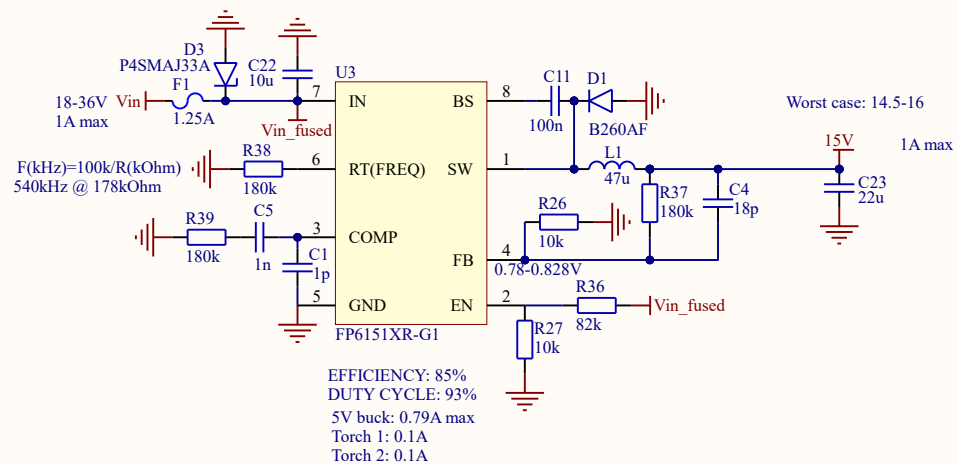 D3
P4SMAJ33A
C22
10u
F1
1.25A
18-36V
1A max
Vin
Vin_fused
U3
7
IN
BS
8
C11
100n
D1
B260AF
Worst case: 14.5-16
15V
1A max
F(kHz)=100k/R(kOhm)
540kHz @ 178kOhm
R38
180k
6
RT(FREQ)
SW
1
L1
47u
R37
180k
C4
18p
C23
22u
R39
180k
C5
1n
3
COMP
C1
1p
R26
10k
4
FB
0.78-0.828V
5
GND
EN
2
R36
82k
Vin_fused
R27
10k
FP6151XR-G1
EFFICIENCY: 85%
DUTY CYCLE: 93%
5V buck: 0.79A max
Torch 1: 0.1A
Torch 2: 0.1A